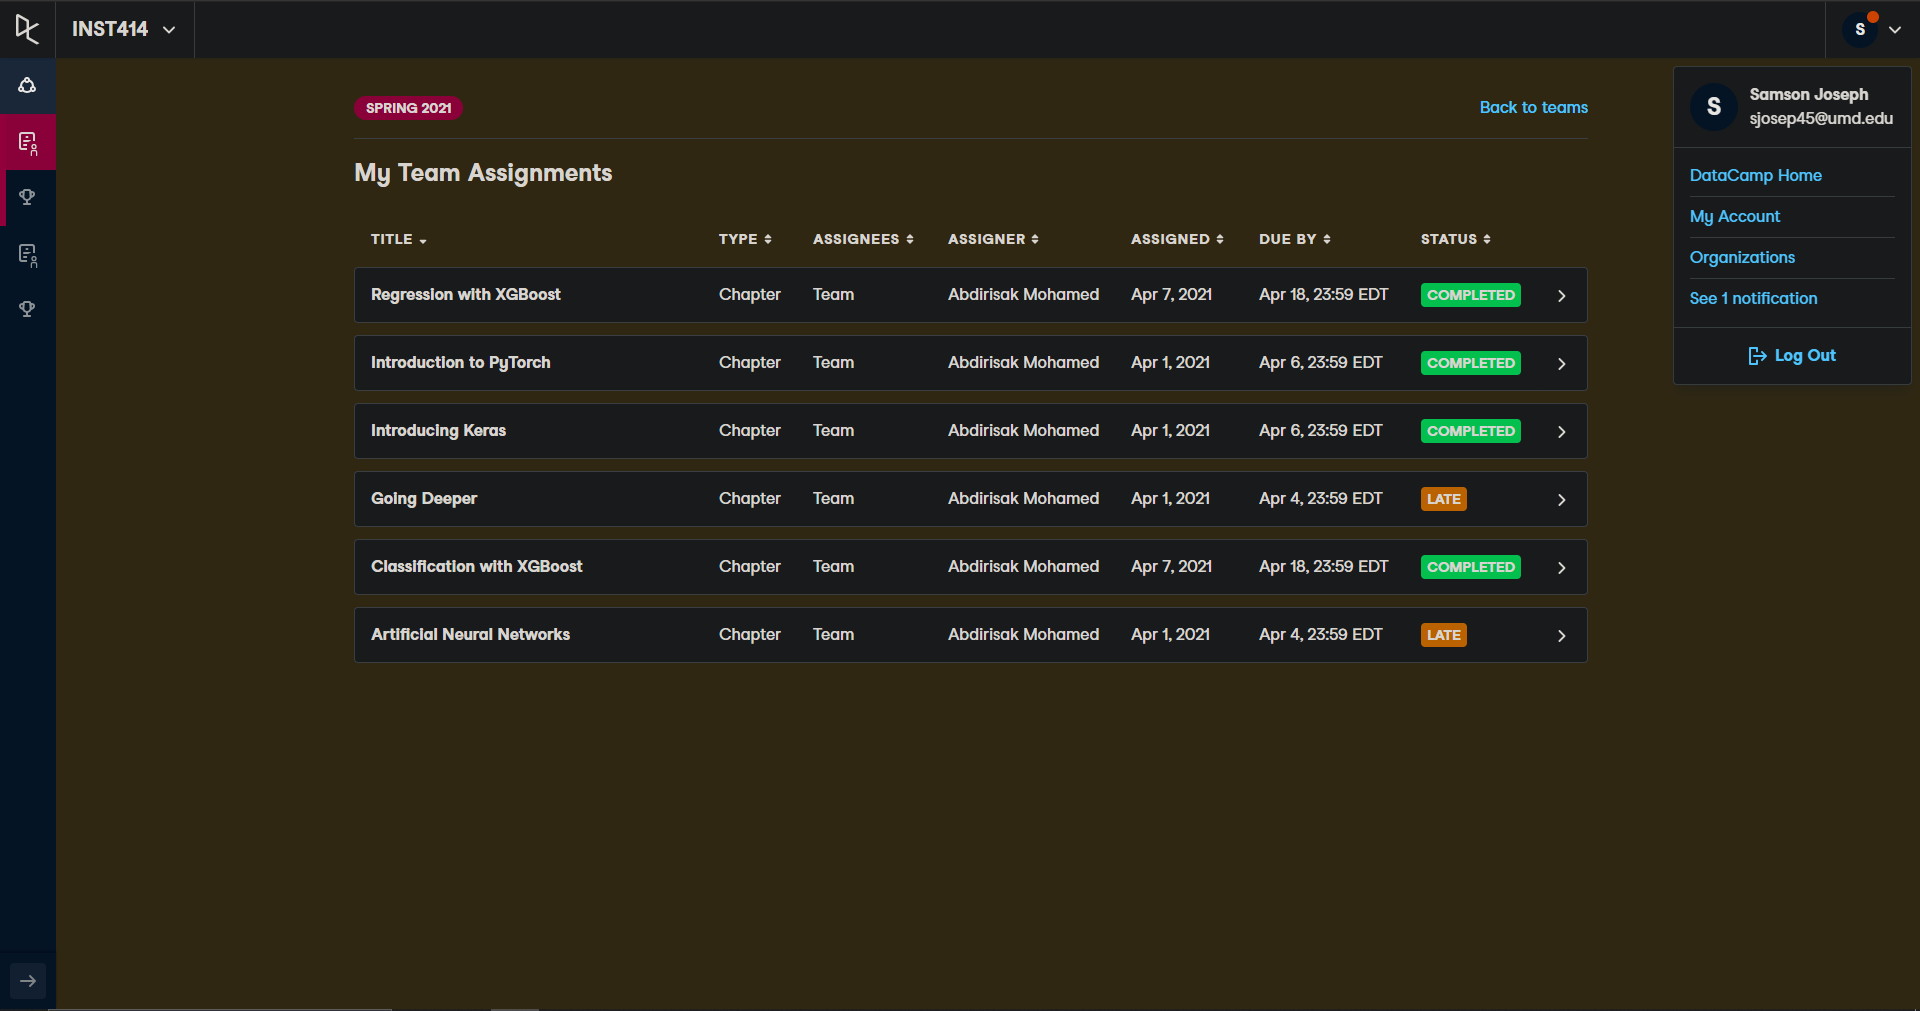 INST414
S
SPRING 2021
Back to teams
My Team Assignments
TITLE TYPE ASSIGNEES ASSIGNER ASSIGNED DUE BY STATUS
Regression with XGBoost Chapter Team Abdirisak Mohamed Apr 7, 2021 Apr 18, 23:59 EDT COMPLETED
Introduction to PyTorch Chapter Team Abdirisak Mohamed Apr 1, 2021 Apr 6, 23:59 EDT COMPLETED
Introducing Keras Chapter Team Abdirisak Mohamed Apr 1, 2021 Apr 6, 23:59 EDT COMPLETED
Going Deeper Chapter Team Abdirisak Mohamed Apr 1, 2021 Apr 4, 23:59 EDT LATE
Classification with XGBoost Chapter Team Abdirisak Mohamed Apr 7, 2021 Apr 18, 23:59 EDT COMPLETED
Artificial Neural Networks Chapter Team Abdirisak Mohamed Apr 1, 2021 Apr 4, 23:59 EDT LATE
S
Samson Joseph
sjosep45@umd.edu
DataCamp Home
My Account
Organizations
See 1 notification
Log Out